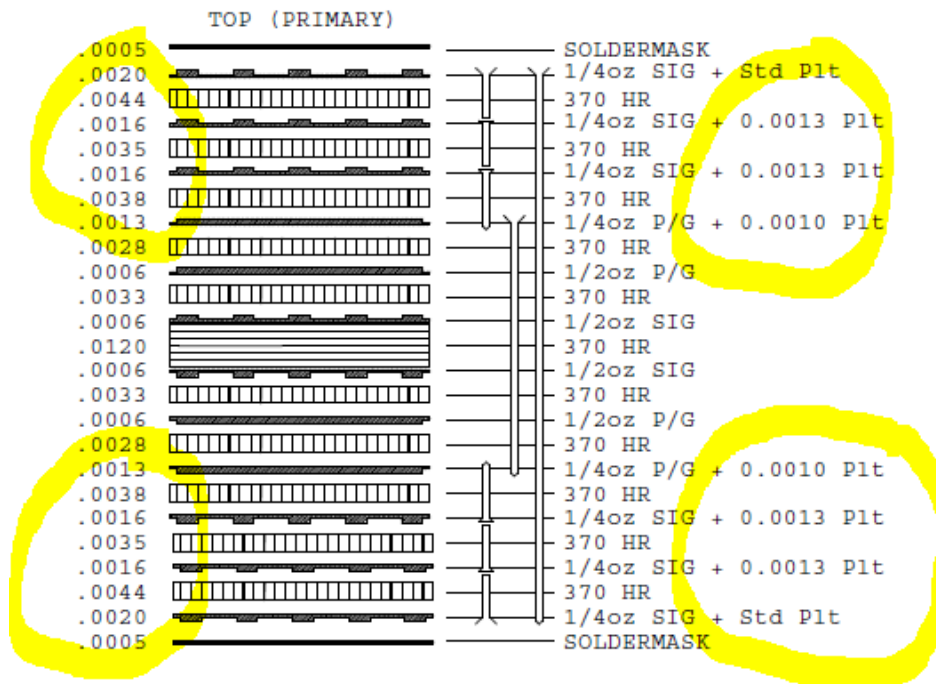 TOP (PRIMARY)
.0005 SOLDERMASK
.0020 1/4oz SIG + Std Plt
.0044 370 HR
.0016 1/4oz SIG + 0.0013 Plt
.0035 370 HR
.0016 1/4oz SIG + 0.0013 Plt
.0038 370 HR
.0013 1/4oz P/G + 0.0010 Plt
.0028 370 HR
.0006 1/2oz P/G
.0033 370 HR
.0006 1/2oz SIG
.0120 370 HR
.0006 1/2oz SIG
.0033 370 HR
.0006 1/2oz P/G
.0028 370 HR
.0013 1/4oz P/G + 0.0010 Plt
.0038 370 HR
.0016 1/4oz SIG + 0.0013 Plt
.0035 370 HR
.0016 1/4oz SIG + 0.0013 Plt
.0044 370 HR
.0020 1/4oz SIG + Std Plt
.0005 SOLDERMASK